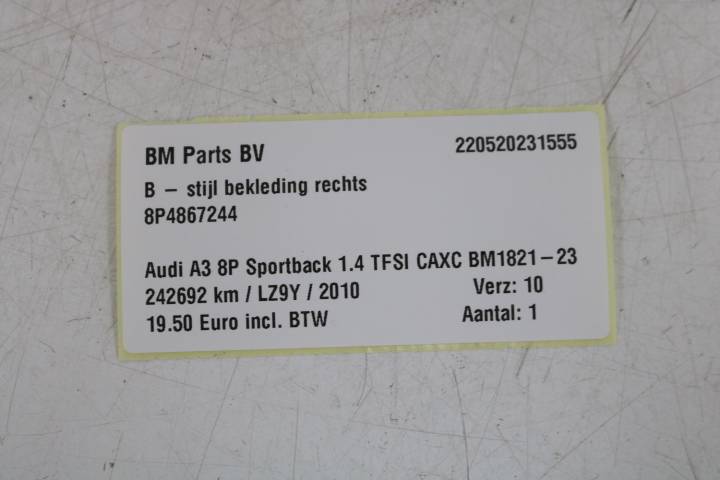 BM Parts BV 220520231555
B – stijl bekleding rechts
8P4867244
Audi A3 8P Sportback 1.4 TFSI CAXC BM1821–23
242692 km / LZ9Y / 2010 Verz: 10
19.50 Euro incl. BTW Aantal: 1